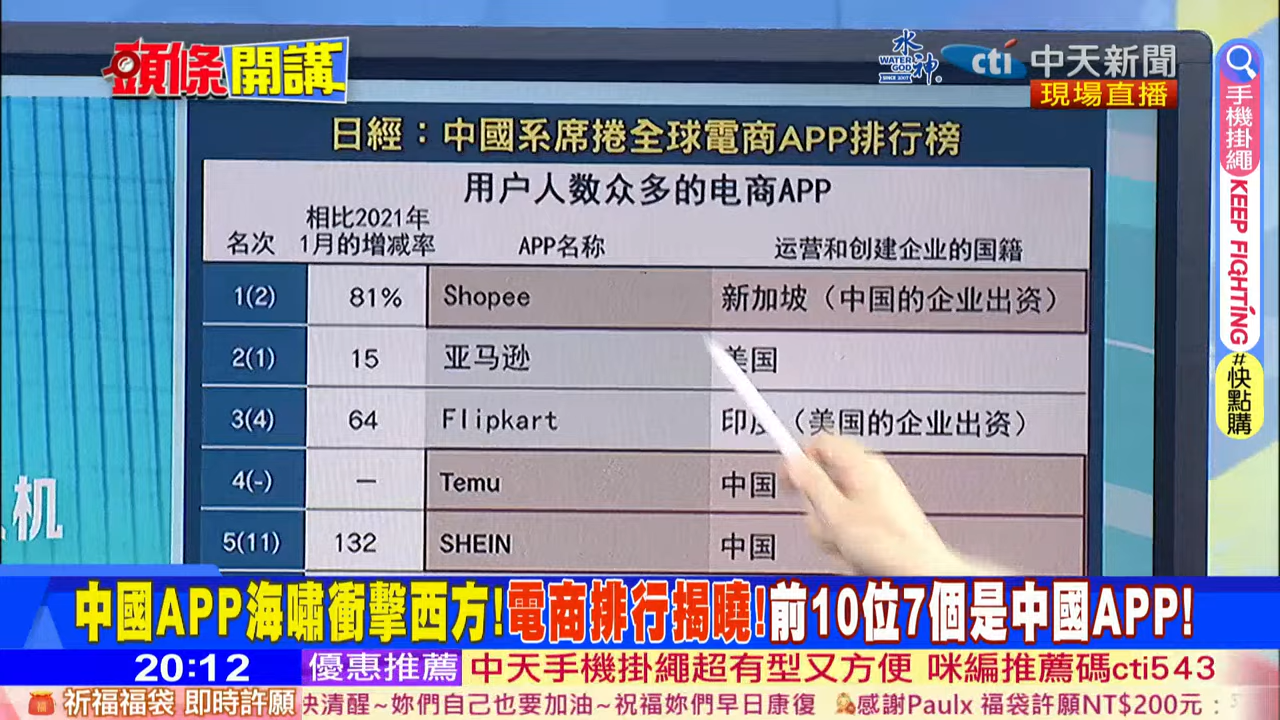 頭條開講
水神
WATER GOD
SINCE 2007
cti 中天新聞
現場直播
手機掛繩
KEEP FIGHTING
#快點購
日經：中國系席捲全球電商APP排行榜
用户人数众多的电商APP
名次 相比2021年1月的增减率 APP名称 运营和创建企业的国籍
1(2) 81% Shopee 新加坡（中国的企业出资）
2(1) 15 亚马逊 美国
3(4) 64 Flipkart 印度（美国的企业出资）
4(-) — Temu 中国
5(11) 132 SHEIN 中国
机
中國APP海嘯衝擊西方!電商排行揭曉!前10位7個是中國APP!
20:12 優惠推薦 中天手機掛繩超有型又方便 咪編推薦碼cti543
祈福福袋 即時許願 快清醒~妳們自己也要加油~祝福妳們早日康復 感謝Paulx 福袋許願NT$200元：